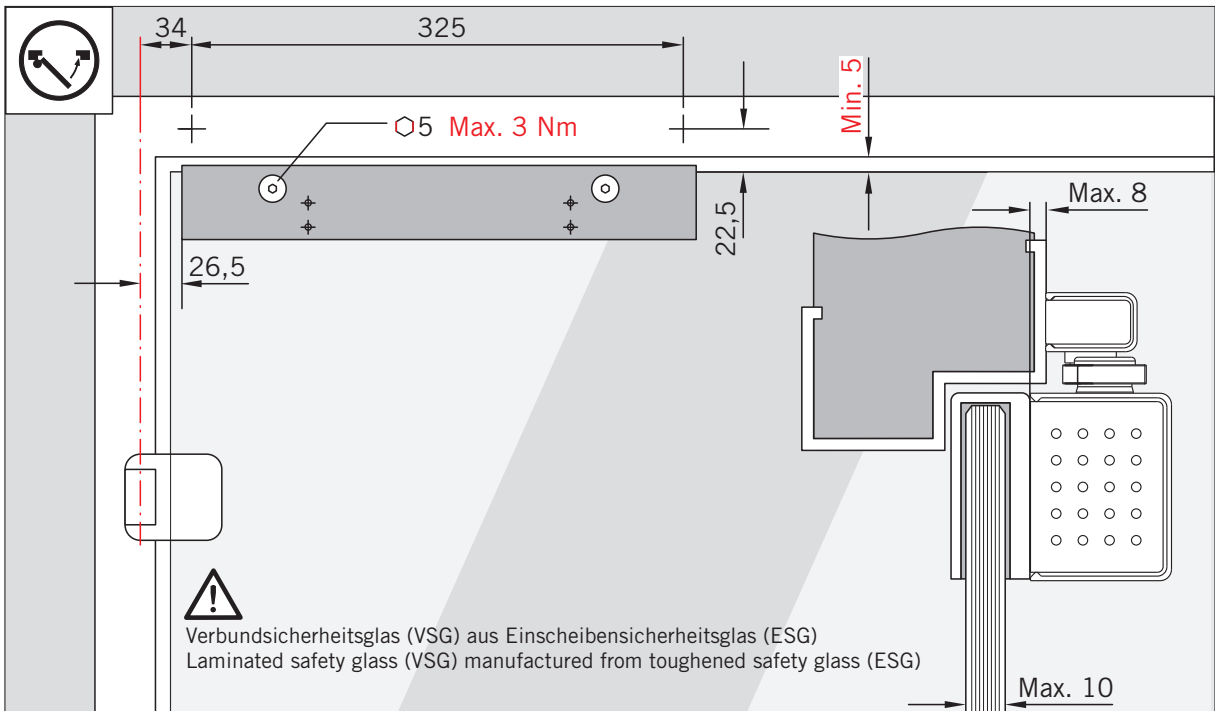 34
325
5 Max. 3 Nm
Min. 5
Max. 8
22,5
26,5
Verbundsicherheitsglas (VSG) aus Einscheibensicherheitsglas (ESG)
Laminated safety glass (VSG) manufactured from toughened safety glass (ESG)
Max. 10